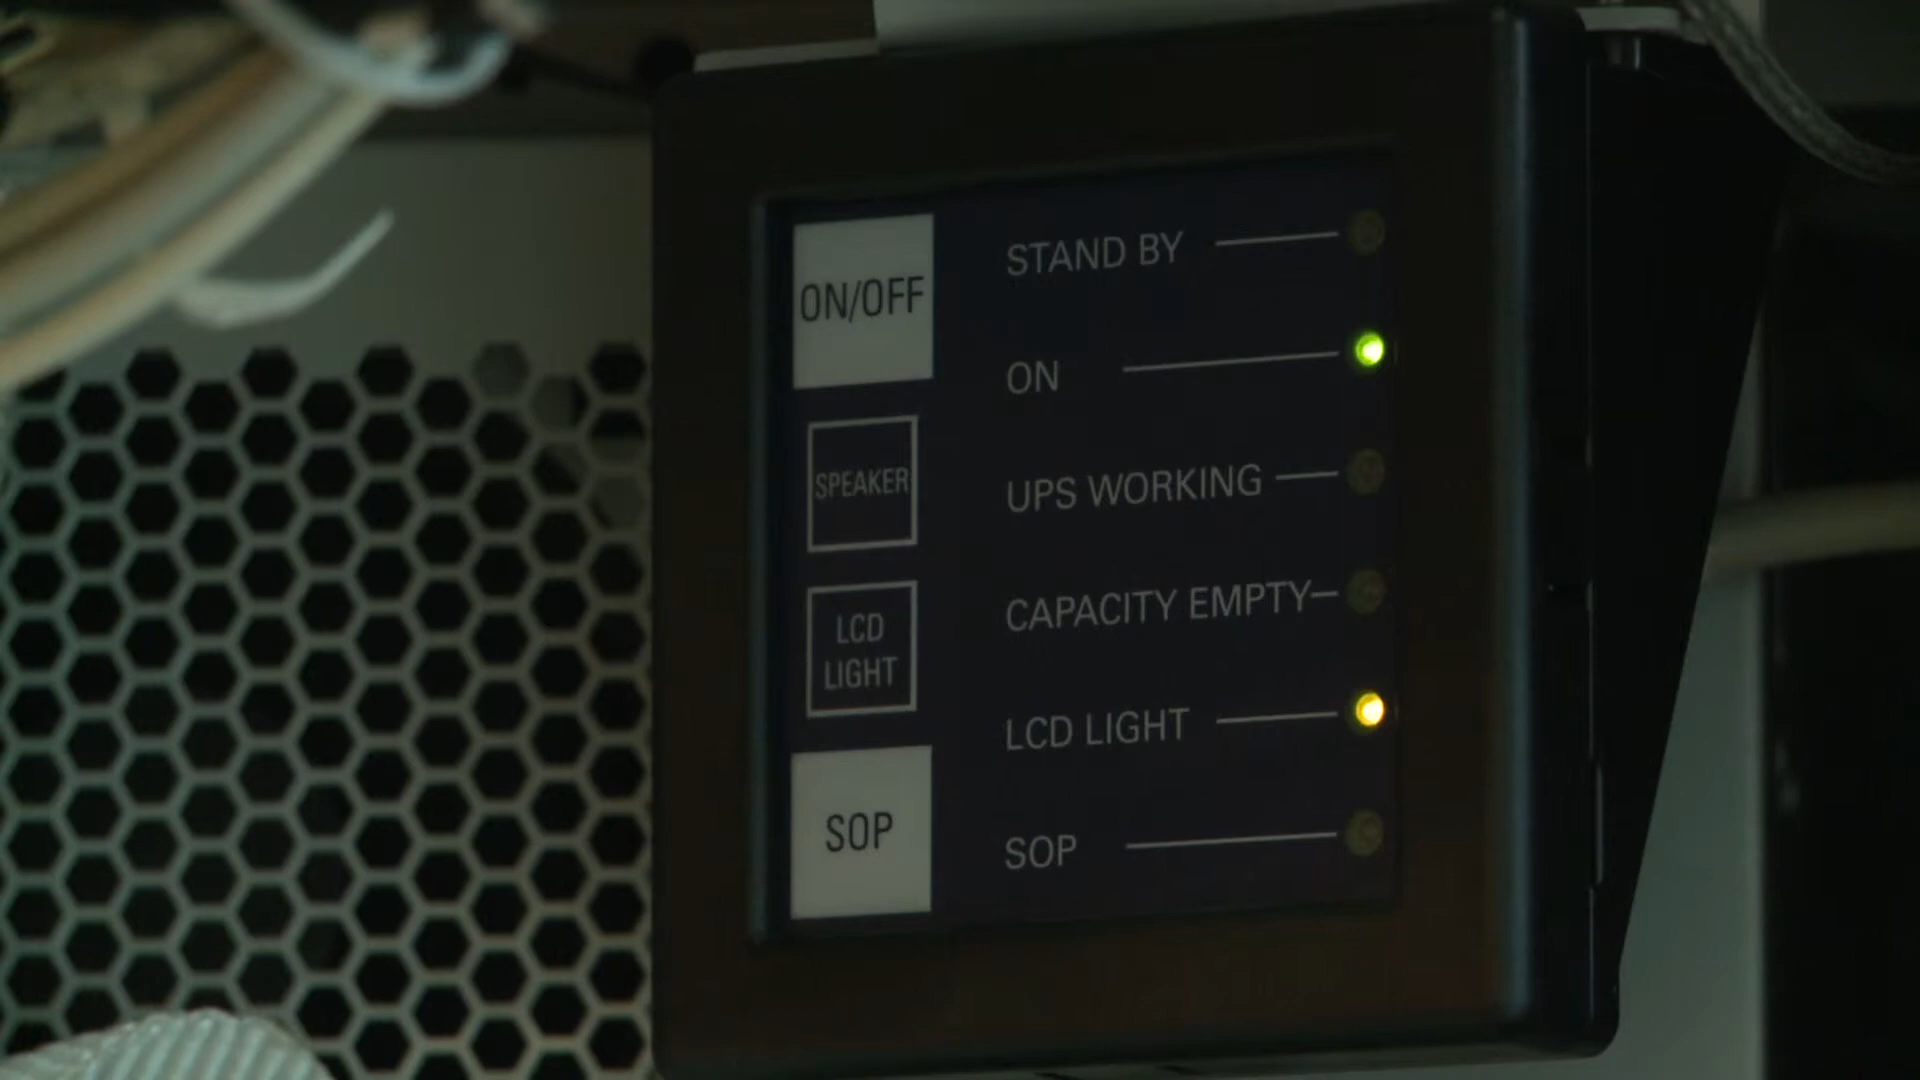 ON/OFF
SPEAKER
LCD
LIGHT
SOP
STAND BY
ON
UPS WORKING
CAPACITY EMPTY
LCD LIGHT
SOP